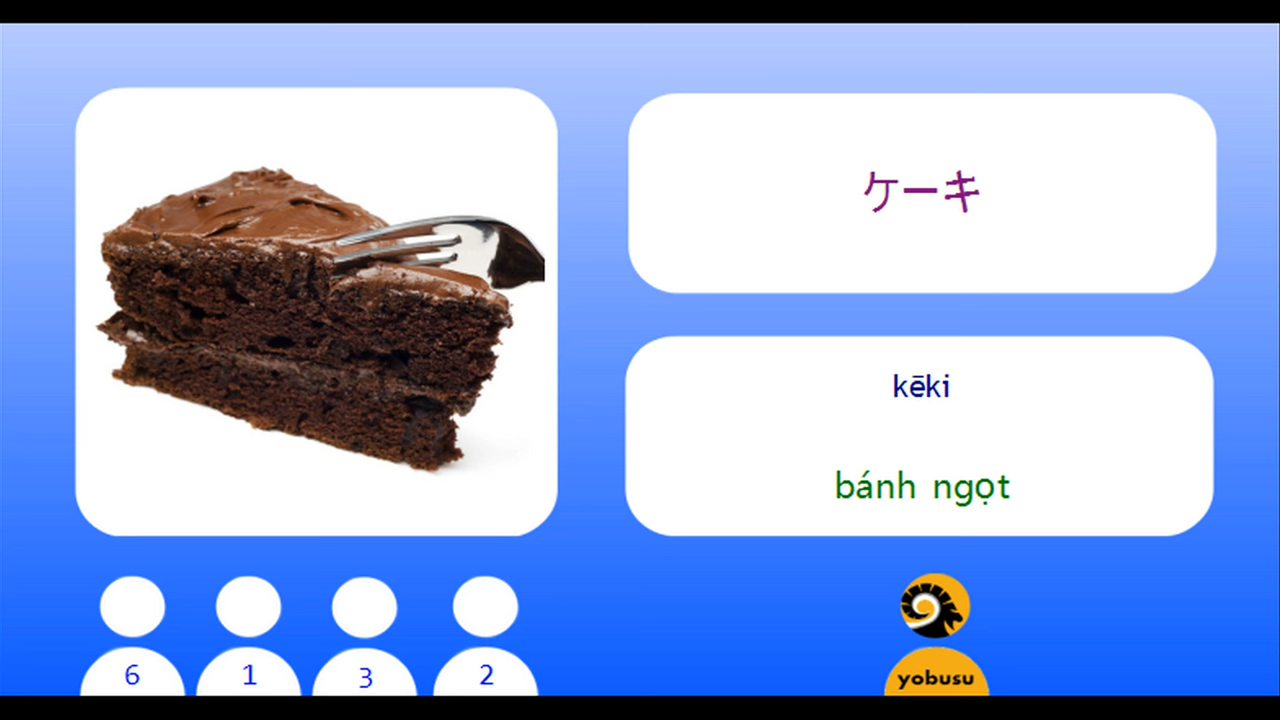 ケーキ
kēki
bánh ngọt
6 1 3 2
yobusu